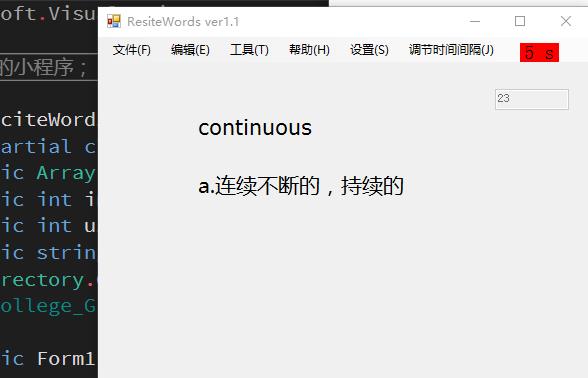 oft.Visu
的小程序；
citeWord
artial c
ic Array
ic int i
ic int u
ic strin
rectory.
ollege_G
ic Form1
ResiteWords ver1.1
文件(F) 编辑(E) 工具(T) 帮助(H) 设置(S) 调节时间间隔(J) 5 s
23
continuous
a.连续不断的，持续的